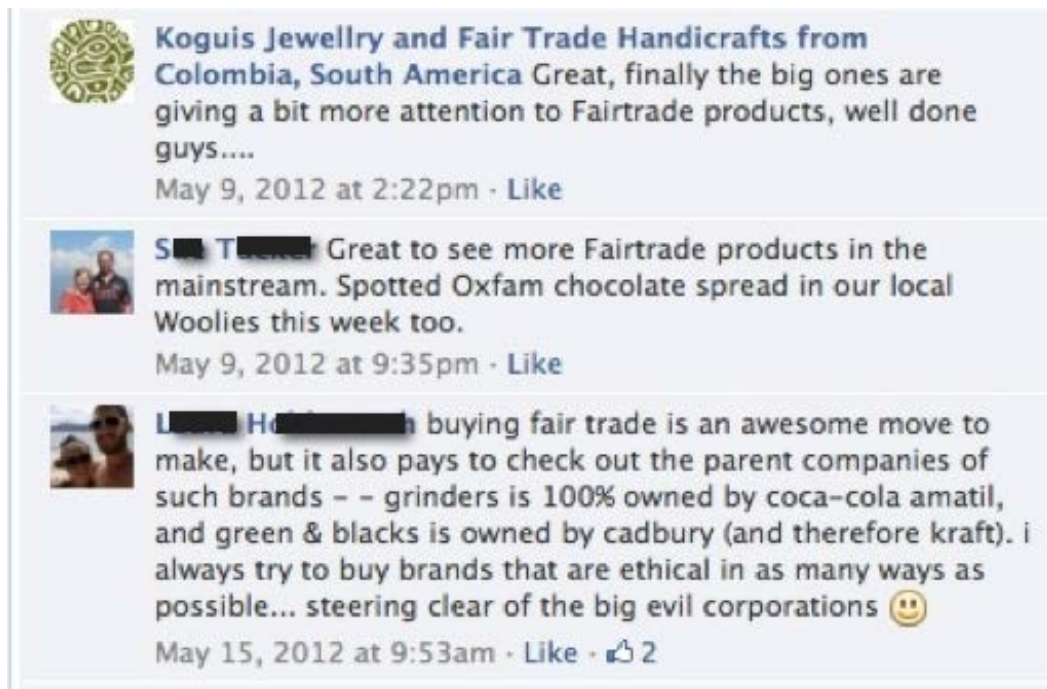 Koguis Jewellry and Fair Trade Handicrafts from
Colombia, South America Great, finally the big ones are
giving a bit more attention to Fairtrade products, well done
guys....
May 9, 2012 at 2:22pm · Like
Great to see more Fairtrade products in the
mainstream. Spotted Oxfam chocolate spread in our local
Woolies this week too.
May 9, 2012 at 9:35pm · Like
buying fair trade is an awesome move to
make, but it also pays to check out the parent companies of
such brands - - grinders is 100% owned by coca-cola amatil,
and green & blacks is owned by cadbury (and therefore kraft). i
always try to buy brands that are ethical in as many ways as
possible... steering clear of the big evil corporations
May 15, 2012 at 9:53am · Like · 2